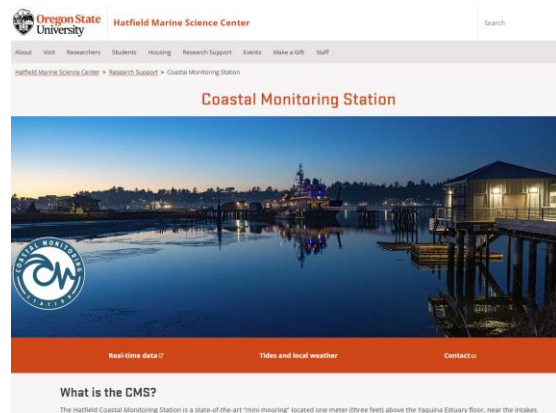 Oregon State
University
Hatfield Marine Science Center
Search
About Visit Researchers Students Housing Research Support Events Make a Gift Staff
Hatfield Marine Science Center » Research Support » Coastal Monitoring Station
Coastal Monitoring Station
COASTAL MONITORING
STATION
Real-time data
Tides and local weather
Contact
What is the CMS?
The Hatfield Coastal Monitoring Station is a state-of-the-art "mini mooring" located one meter (three feet) above the Yaquina Estuary floor, near the intakes